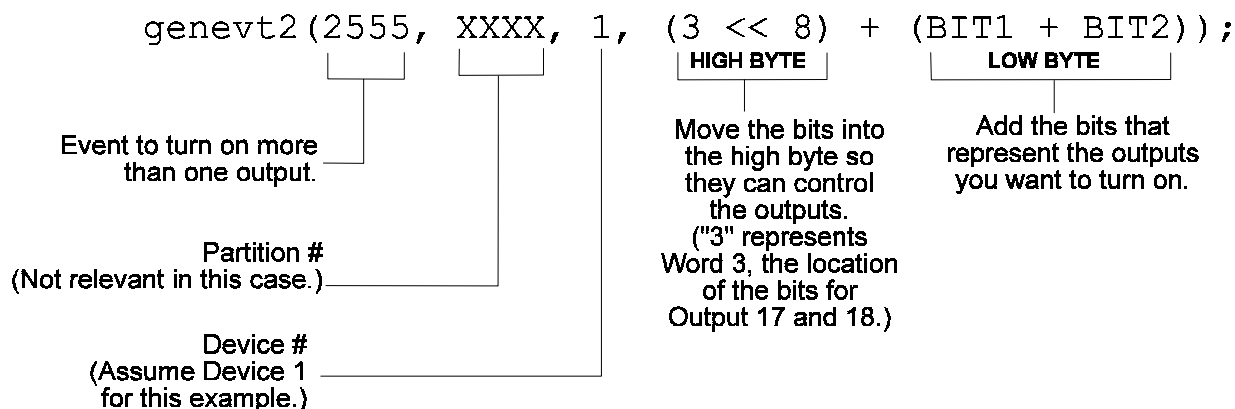 genevt2(2555, XXXX, 1, (3 << 8) + (BIT1 + BIT2));
HIGH BYTE
LOW BYTE
Event to turn on more
than one output.
Partition #
(Not relevant in this case.)
Device #
(Assume Device 1
for this example.)
Move the bits into
the high byte so
they can control
the outputs.
("3" represents
Word 3, the location
of the bits for
Output 17 and 18.)
Add the bits that
represent the outputs
you want to turn on.